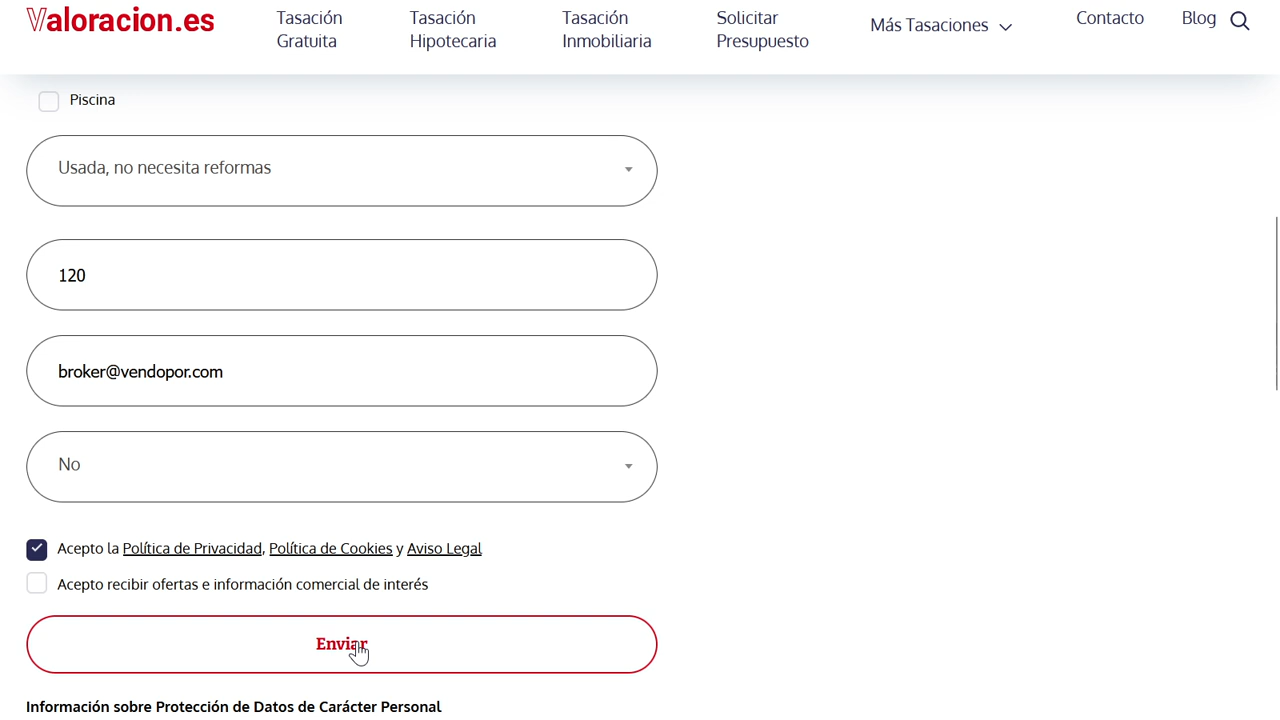 Valoracion.es
Tasación
Gratuita
Tasación
Hipotecaria
Tasación
Inmobiliaria
Solicitar
Presupuesto
Más Tasaciones
Contacto
Blog
Piscina
Usada, no necesita reformas
120
broker@vendopor.com
No
Acepto la Política de Privacidad, Política de Cookies y Aviso Legal
Acepto recibir ofertas e información comercial de interés
Enviar
Información sobre Protección de Datos de Carácter Personal